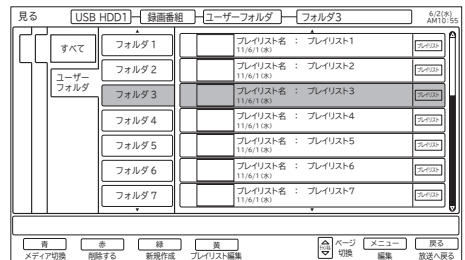 見る USB HDD1 録画番組 ユーザーフォルダ フォルダ3 6/2(水)
AM10:55
すべて
ユーザー
フォルダ
フォルダ 1
フォルダ 2
フォルダ 3
フォルダ 4
フォルダ 5
フォルダ 6
フォルダ 7
プレイリスト名 : プレイリスト1
11/6/1(水)
プレイリスト
プレイリスト名 : プレイリスト2
11/6/1(水)
プレイリスト
プレイリスト名 : プレイリスト3
11/6/1(水)
プレイリスト
プレイリスト名 : プレイリスト4
11/6/1(水)
プレイリスト
プレイリスト名 : プレイリスト5
11/6/1(水)
プレイリスト
プレイリスト名 : プレイリスト6
11/6/1(水)
プレイリスト
プレイリスト名 : プレイリスト7
11/6/1(水)
プレイリスト
青 赤 緑 黄
メディア切換 削除する 新規作成 プレイリスト編集
ページ
切換
メニュー
編集
戻る
放送へ戻る